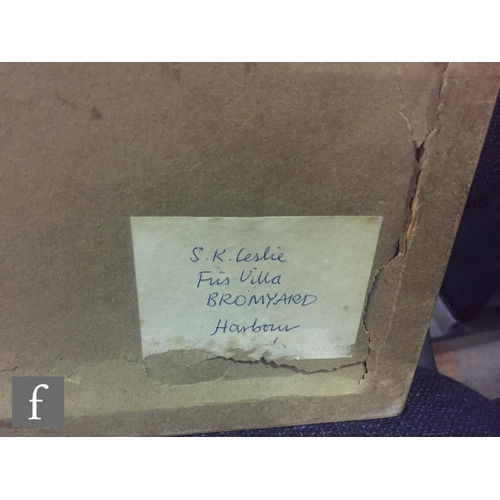 S.K. Leslie
Firs Villa
BROMYARD
Harbour
f